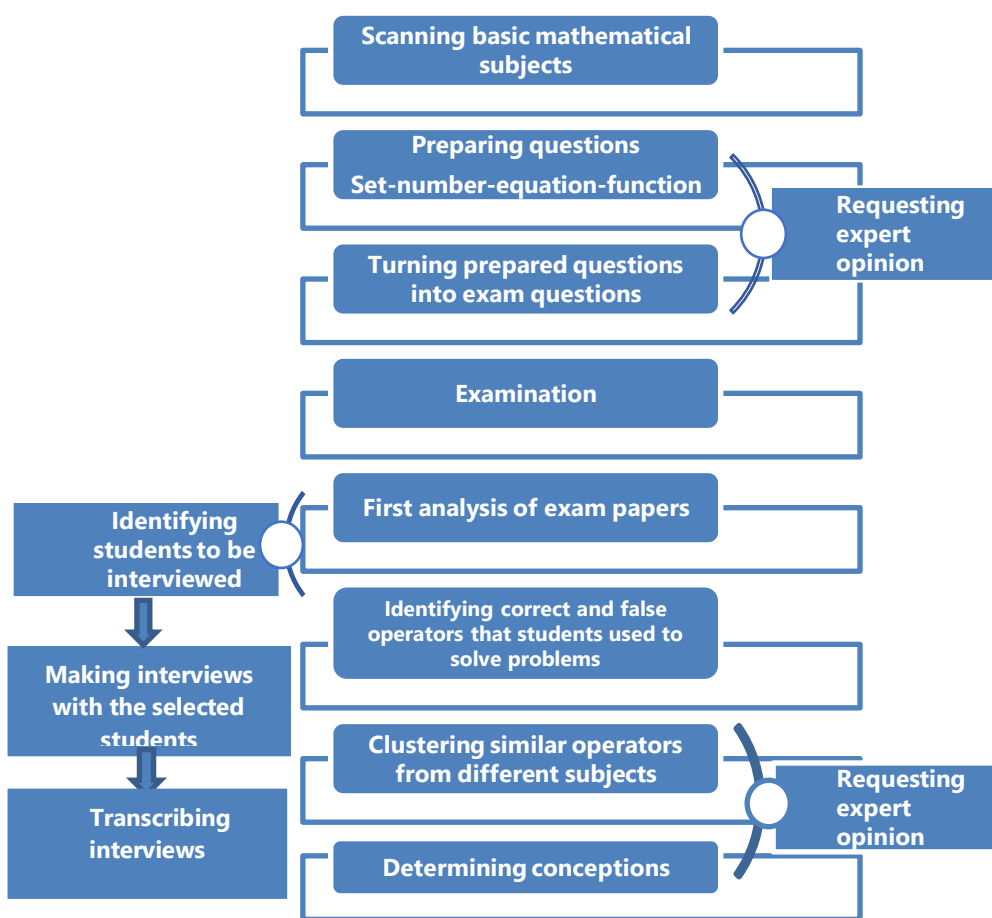 Scanning basic mathematical
subjects
Preparing questions
Set-number-equation-function
Requesting
expert
opinion
Turning prepared questions
into exam questions
Examination
First analysis of exam papers
Identifying
students to be
interviewed
Identifying correct and false
operators that students used to
solve problems
Making interviews
with the selected
students
Clustering similar operators
from different subjects
Requesting
expert
opinion
Transcribing
interviews
Determining conceptions